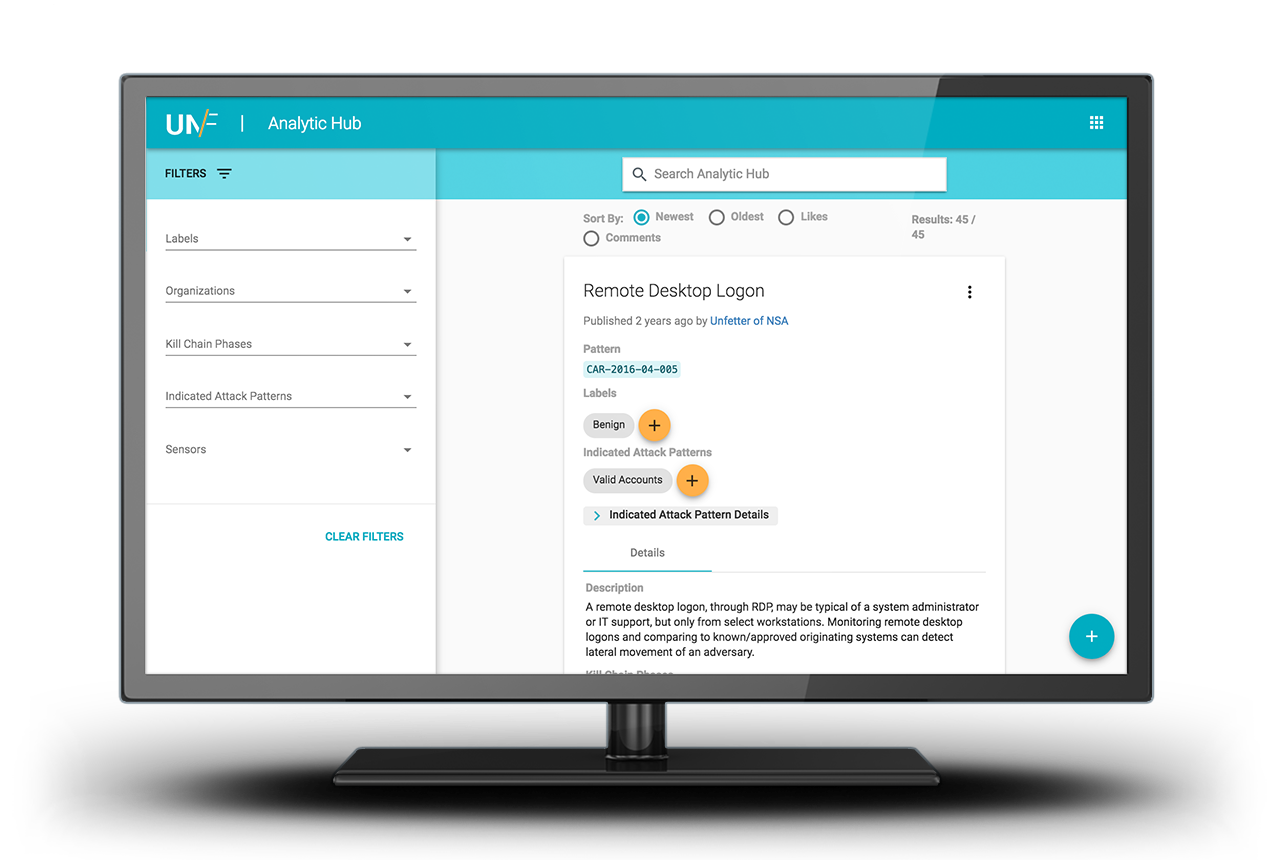 UNF | Analytic Hub
FILTERS
Search Analytic Hub
Labels
Organizations
Kill Chain Phases
Indicated Attack Patterns
Sensors
CLEAR FILTERS
Sort By: Newest Oldest Likes
Comments
Results: 45 /
45
Remote Desktop Logon
Published 2 years ago by Unfetter of NSA
Pattern
CAR-2016-04-005
Labels
Benign +
Indicated Attack Patterns
Valid Accounts +
Indicated Attack Pattern Details
Details
Description
A remote desktop logon, through RDP, may be typical of a system administrator
or IT support, but only from select workstations. Monitoring remote desktop
logons and comparing to known/approved originating systems can detect
lateral movement of an adversary.
Kill Chain Phases
+